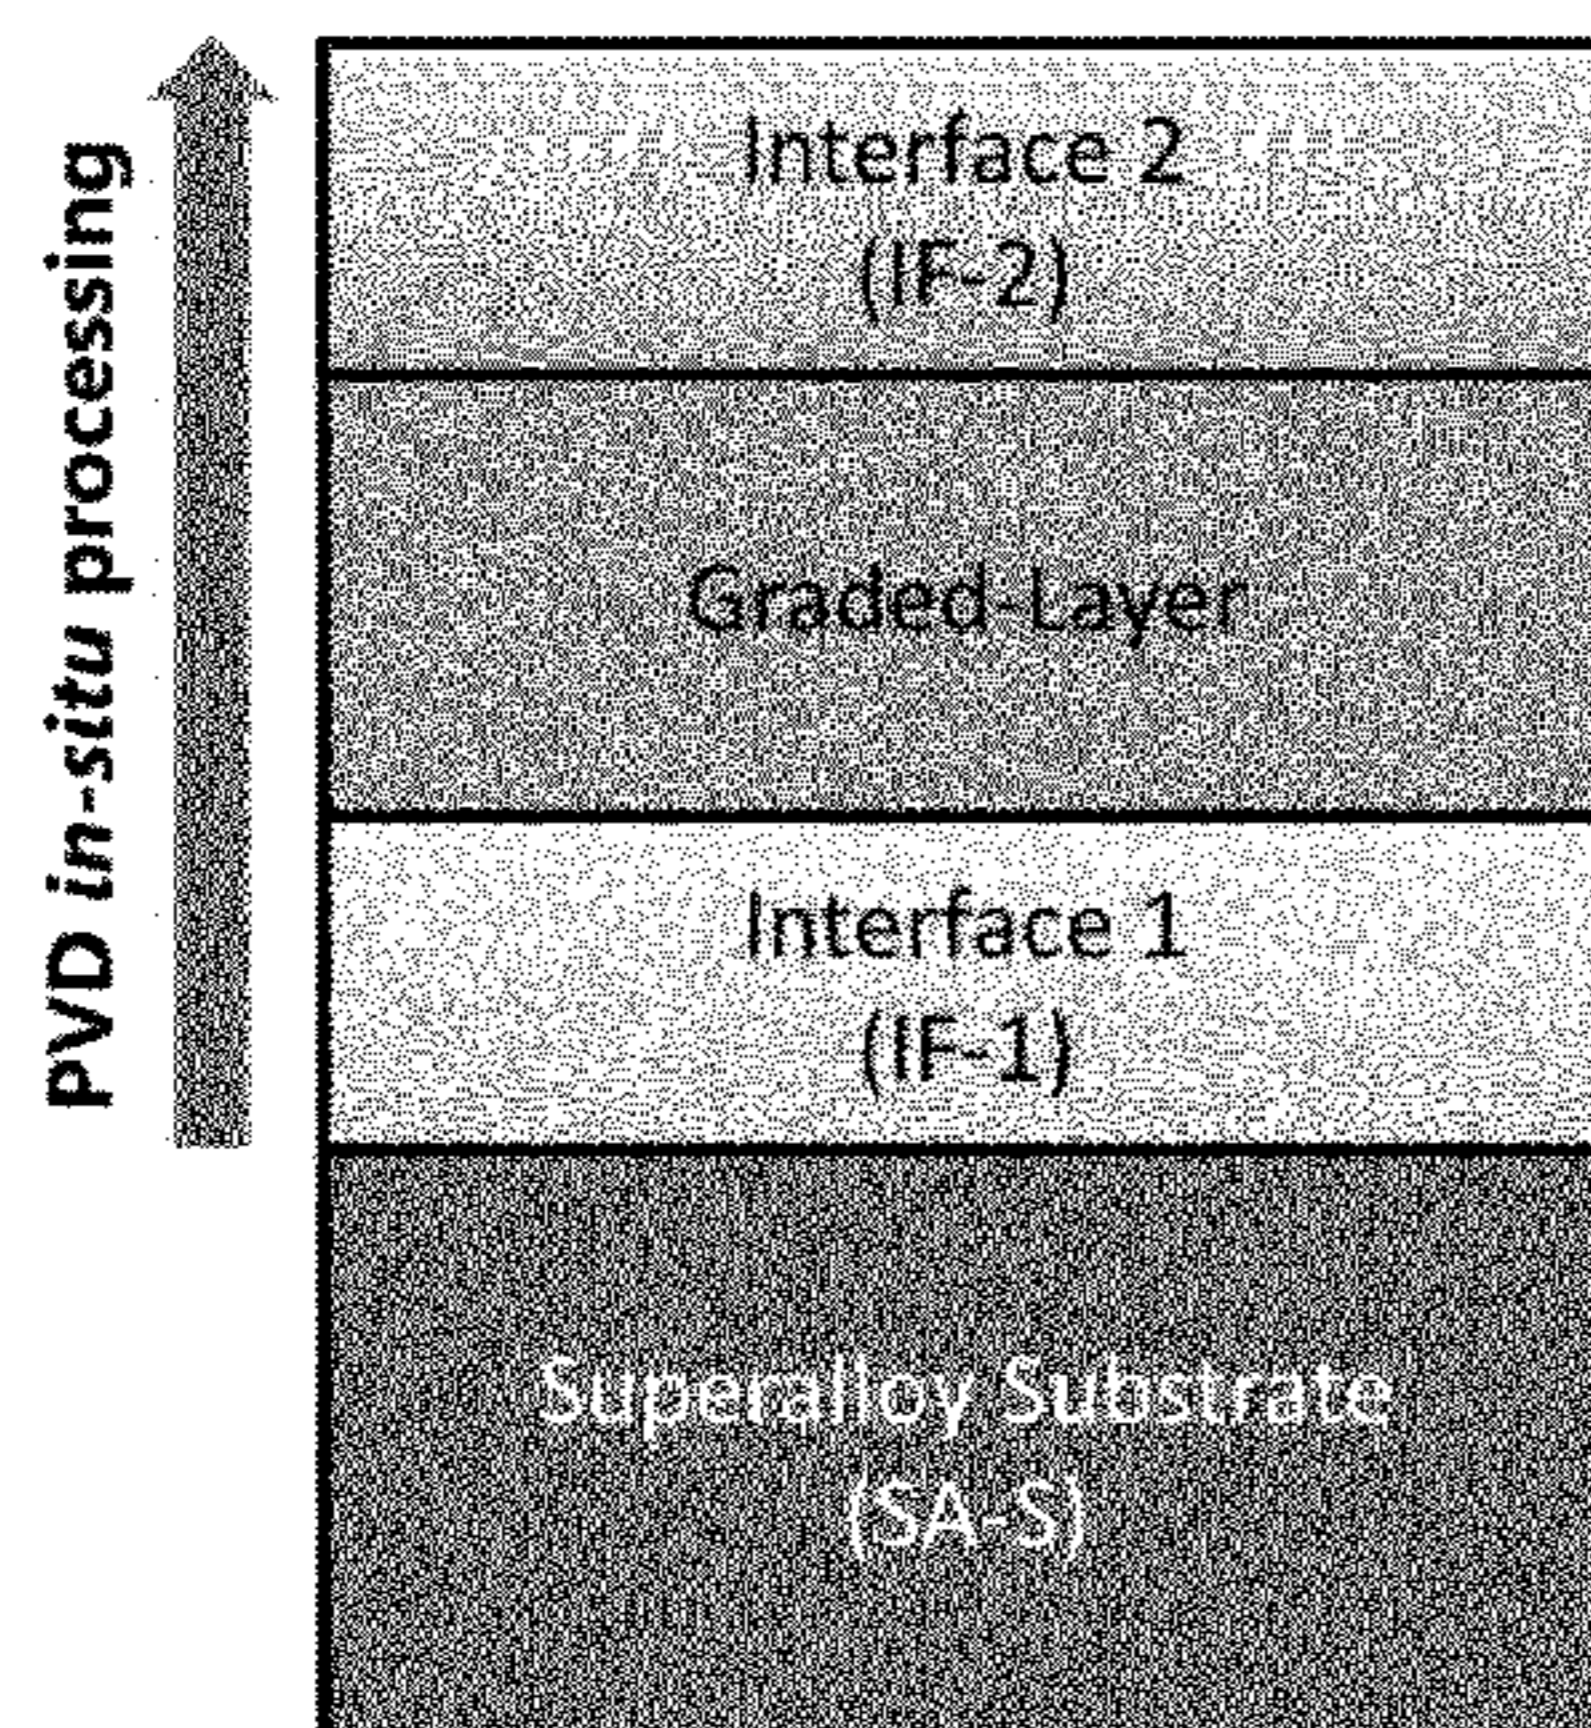 PVD in-situ processing
Interface 2
(IF-2)
Graded-Layer
Interface 1
(IF-1)
Superalloy Substrate
(SA-S)